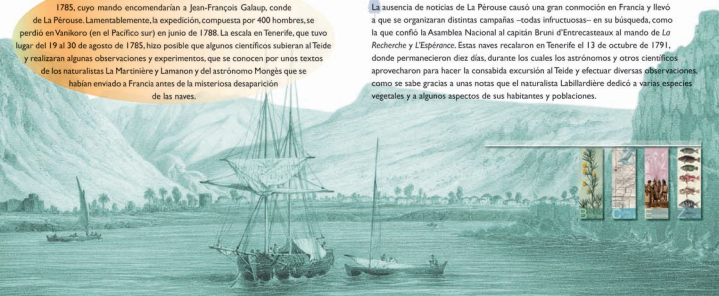 1785, cuyo mando encomendarían a Jean-François Galaup, conde
de La Pérouse. Lamentablemente, la expedición, compuesta por 400 hombres, se
perdió en Vanikoro (en el Pacífico sur) en junio de 1788. La escala en Tenerife, que tuvo
lugar del 19 al 30 de agosto de 1785, hizo posible que algunos científicos subieran al Teide
y realizaran algunas observaciones y experimentos, que se conocen por unos textos
de los naturalistas La Martinière y Lamanon y del astrónomo Mongès que se
habían enviado a Francia antes de la misteriosa desaparición
de las naves.
La ausencia de noticias de La Pérouse causó una gran conmoción en Francia y llevó
a que se organizaran distintas campañas –todas infructuosas– en su búsqueda, como
la que confió la Asamblea Nacional al capitán Bruni d'Entrecasteaux al mando de La
Recherche y L'Espérance. Estas naves recalaron en Tenerife el 13 de octubre de 1791,
donde permanecieron diez días, durante los cuales los astrónomos y otros científicos
aprovecharon para hacer la consabida excursión al Teide y efectuar diversas observaciones,
como se sabe gracias a unas notas que el naturalista Labillardière dedicó a varias especies
vegetales y a algunos aspectos de sus habitantes y poblaciones.
B G E Z